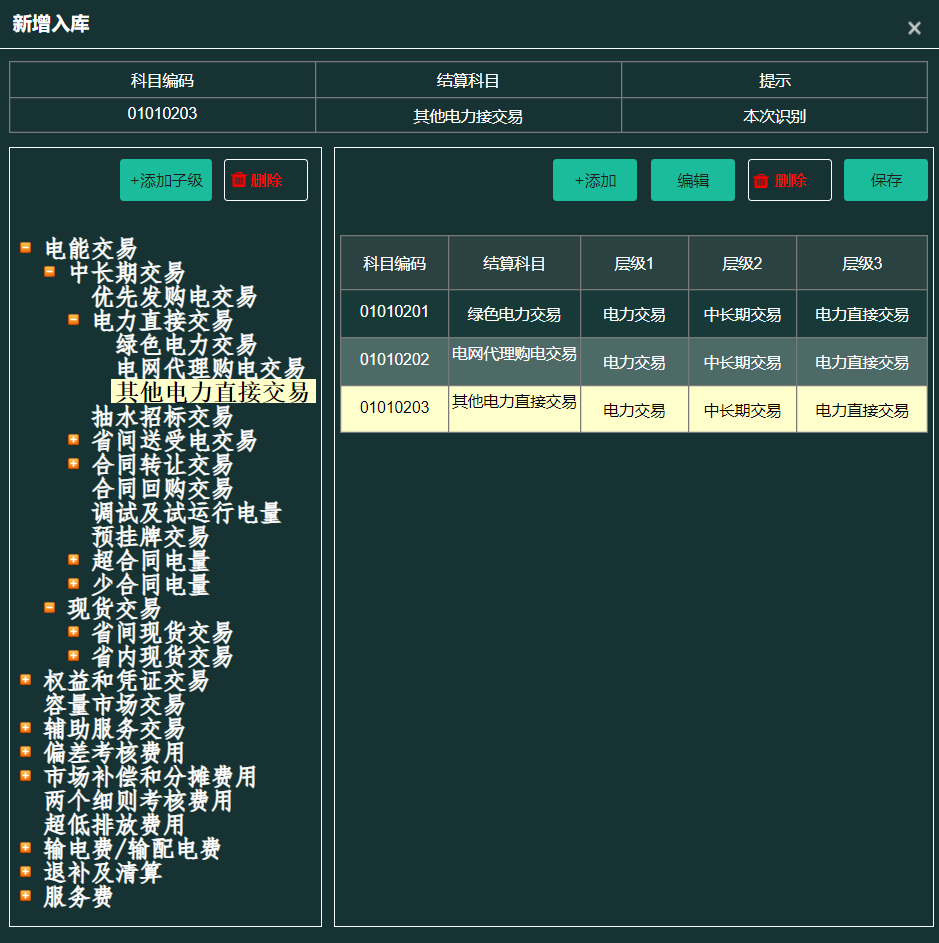 新增入库
科目编码 结算科目 提示
01010203 其他电力接交易 本次识别
+添加子级 删除
+添加 编辑 删除 保存
电能交易
中长期交易
优先发购电交易
电力直接交易
绿色电力交易
电网代理购电交易
其他电力直接交易
抽水招标交易
省间送受电交易
合同转让交易
合同回购交易
调试及试运行电量
预挂牌交易
超合同电量
少合同电量
现货交易
省间现货交易
省内现货交易
权益和凭证交易
容量市场交易
辅助服务交易
偏差考核费用
市场补偿和分摊费用
两个细则考核费用
超低排放费用
输电费/输配电费
退补及清算
服务费
科目编码 结算科目 层级1 层级2 层级3
01010201 绿色电力交易 电力交易 中长期交易 电力直接交易
01010202 电网代理购电交易 电力交易 中长期交易 电力直接交易
01010203 其他电力直接交易 电力交易 中长期交易 电力直接交易